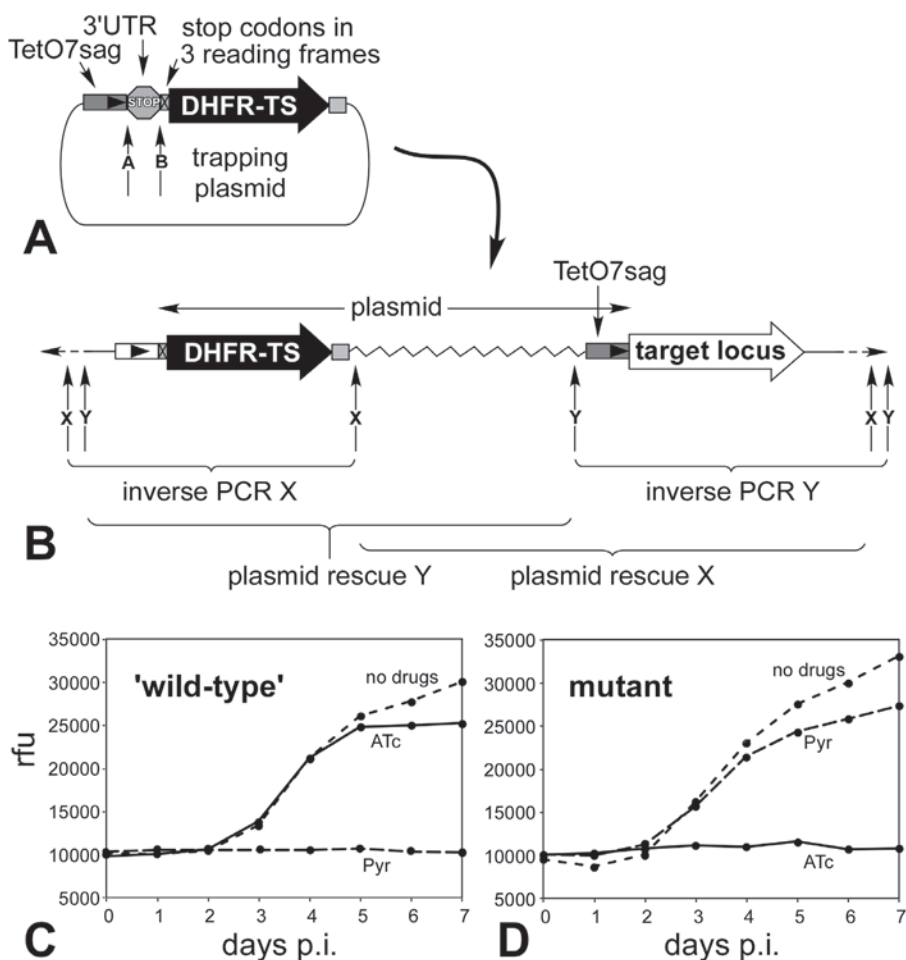 3'UTR
stop codons in
TetO7sag
3 reading frames
STOP
X
DHFR-TS
A
B
trapping
plasmid
A
TetO7sag
plasmid
X
DHFR-TS
target locus
X Y X Y X Y
inverse PCR X
inverse PCR Y
B
plasmid rescue Y
plasmid rescue X
35000
30000
25000
20000
15000
10000
5000
rfu
'wild-type'
no drugs
ATc
Pyr
0 1 2 3 4 5 6 7
C
days p.i.
35000
30000
25000
20000
15000
10000
5000
mutant
no drugs
Pyr
ATc
0 1 2 3 4 5 6 7
D
days p.i.